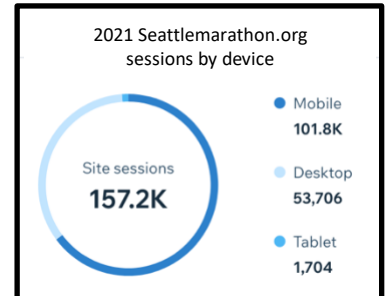 2021 Seattlemarathon.org
sessions by device
Site sessions
157.2K
Mobile
101.8K
Desktop
53,706
Tablet
1,704